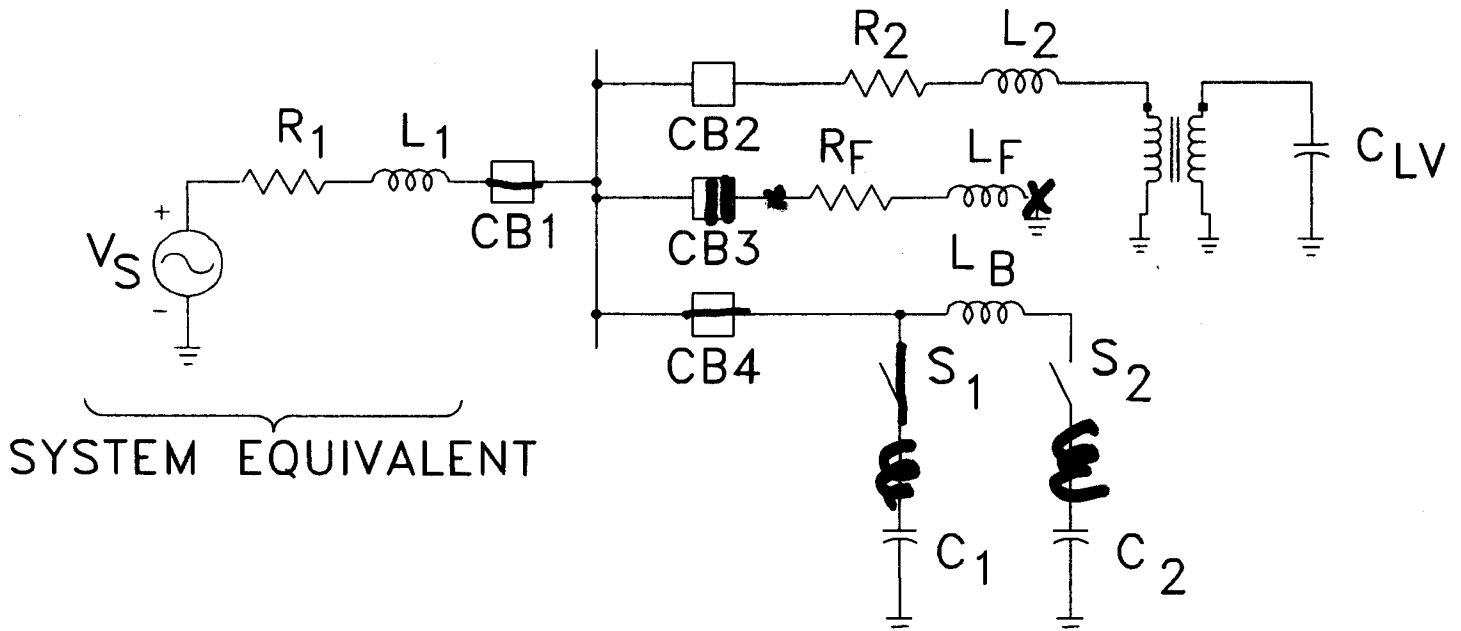 R2
L2
CB2
CLV
R1
L1
CB1
RF
LF
CB3
+
VS
-
LB
CB4
S1
S2
SYSTEM EQUIVALENT
C1
C2